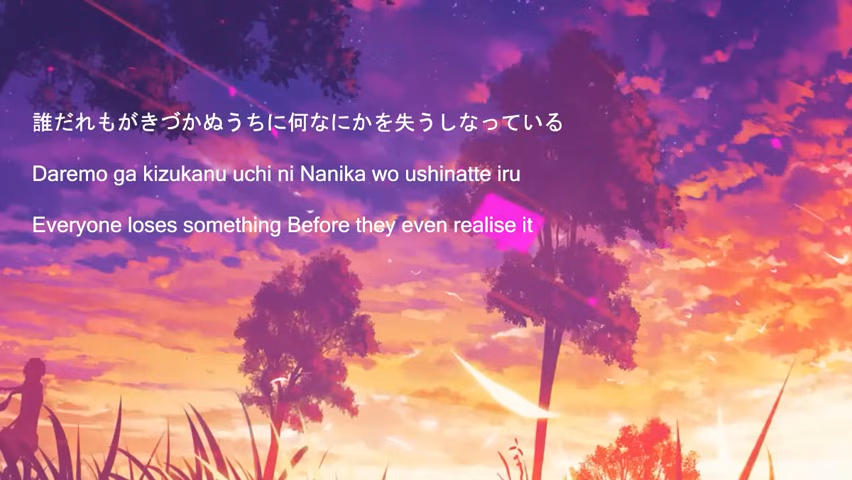 誰だれもがきづかぬうちに何なにかを失うしなっている
Daremo ga kizukanu uchi ni Nanika wo ushinatte iru
Everyone loses something Before they even realise it